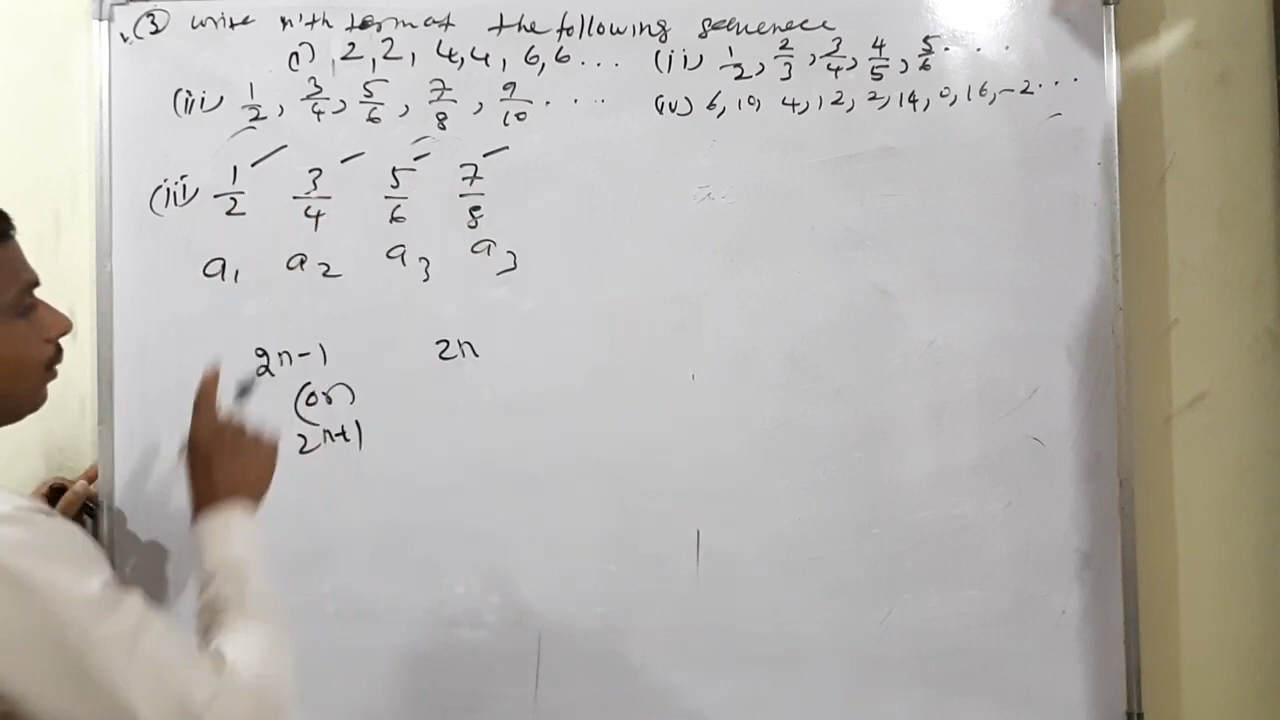 (3) write n'th term of the following sequence
(i) 2, 2, 4, 4, 6, 6 ... (ii) 1/2, 2/3, 3/4, 4/5, 5/6 ...
(iii) 1/2, 3/4, 5/6, 7/8, 9/10 .... (iv) 6, 10, 4, 12, 2, 14, 0, 16, -2 ...
(iii) 1/2 3/4 5/6 7/8
a1 a2 a3 a3
2n-1 2n
(or)
2n+1